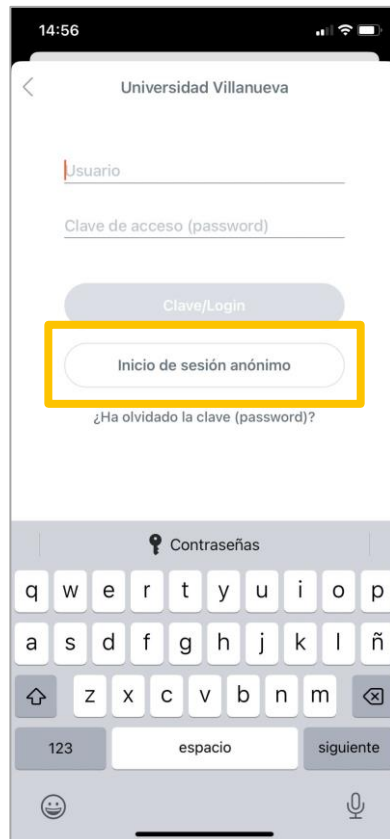 14:56
Universidad Villanueva
Usuario
Clave de acceso (password)
Clave/Login
Inicio de sesión anónimo
¿Ha olvidado la clave (password)?
Contraseñas
q w e r t y u i o p
a s d f g h j k l ñ
z x c v b n m
123 espacio siguiente